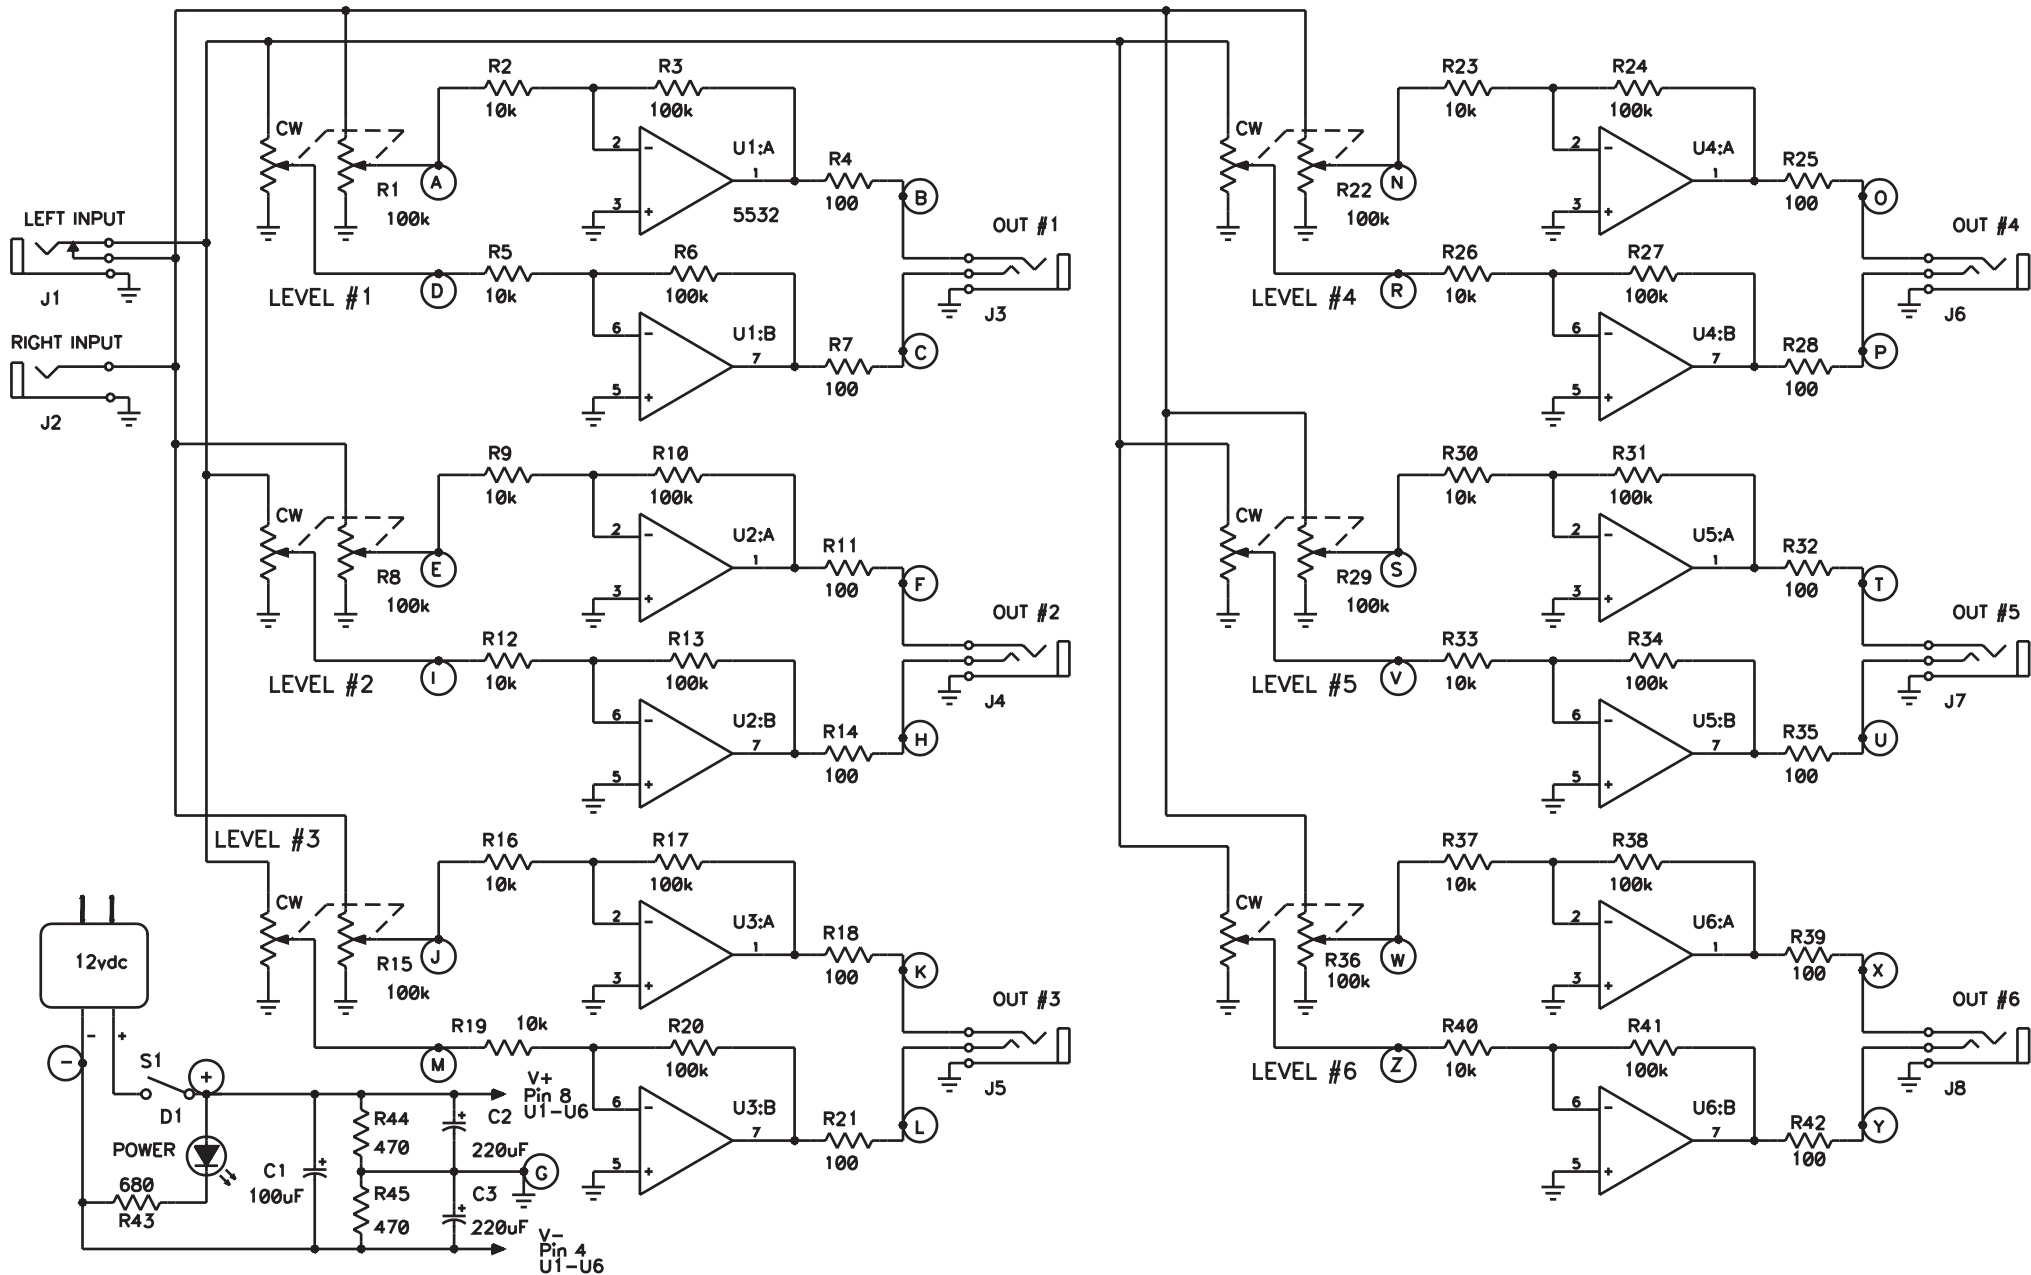 LEFT INPUT
J1
RIGHT INPUT
J2
CW
R1
100k
LEVEL #1
A
D
R2
10k
R3
100k
2
-
3
+
U1:A
1
5532
R4
100
B
R5
10k
R6
100k
6
-
5
+
U1:B
7
R7
100
C
OUT #1
J3
CW
R8
100k
LEVEL #2
E
I
R9
10k
R10
100k
2
-
3
+
U2:A
1
R11
100
F
R12
10k
R13
100k
6
-
5
+
U2:B
7
R14
100
H
OUT #2
J4
LEVEL #3
CW
R15
100k
J
M
R16
10k
R17
100k
2
-
3
+
U3:A
1
R18
100
K
R19
10k
R20
100k
6
-
5
+
U3:B
7
R21
100
L
OUT #3
J5
CW
R22
100k
LEVEL #4
N
R
R23
10k
R24
100k
2
-
3
+
U4:A
1
R25
100
O
R26
10k
R27
100k
6
-
5
+
U4:B
7
R28
100
P
OUT #4
J6
CW
R29
100k
LEVEL #5
S
V
R30
10k
R31
100k
2
-
3
+
U5:A
1
R32
100
T
R33
10k
R34
100k
6
-
5
+
U5:B
7
R35
100
U
OUT #5
J7
CW
R36
100k
LEVEL #6
W
Z
R37
10k
R38
100k
2
-
3
+
U6:A
1
R39
100
X
R40
10k
R41
100k
6
-
5
+
U6:B
7
R42
100
Y
OUT #6
J8
12vdc
-
+
-
S1
+
D1
POWER
680
R43
C1
+
100uF
R44
470
R45
470
C2
+
220uF
C3
+
220uF
G
V+
Pin 8
U1-U6
V-
Pin 4
U1-U6